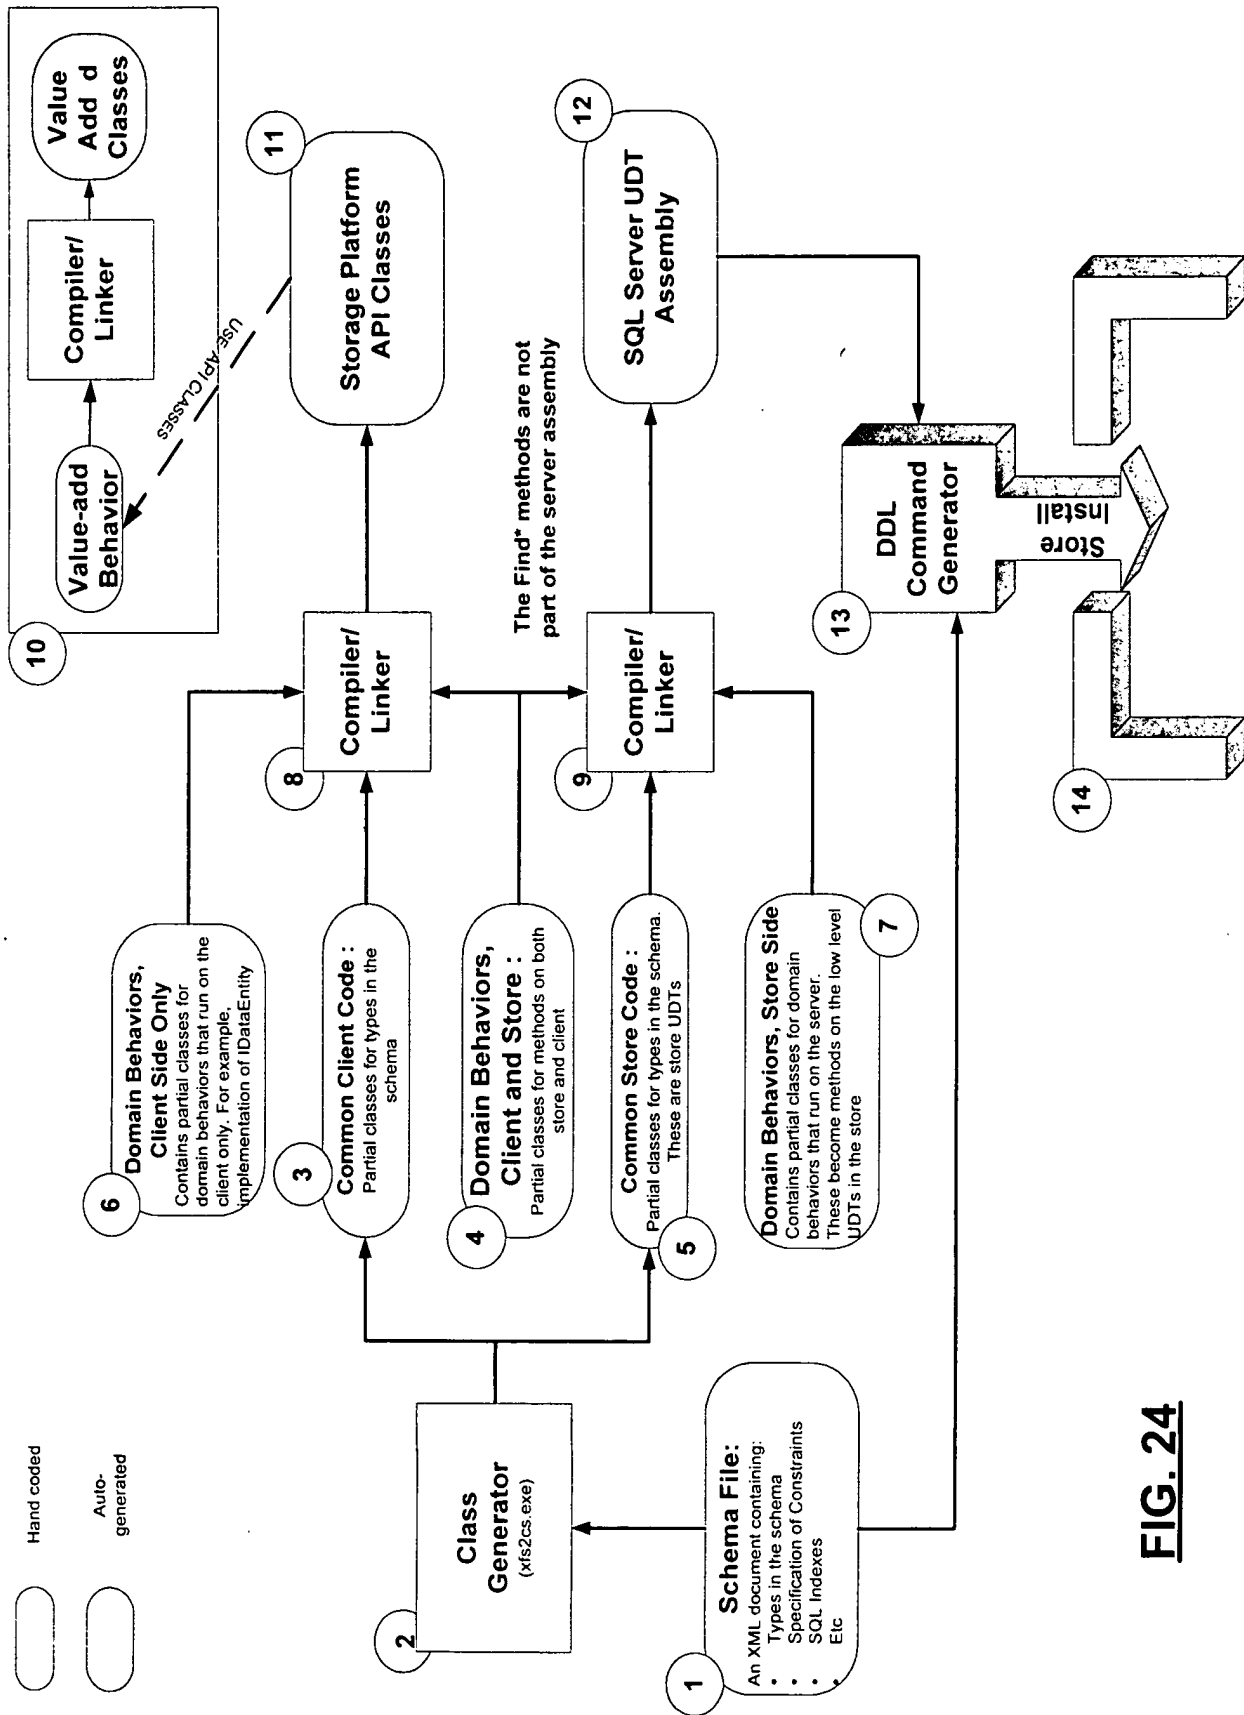 Hand coded
Auto-
generated
1
Schema File:
An XML document containing:
• Types in the schema
• Specification of Constraints
• SQL Indexes
• Etc
2
Class
Generator
(xfs2cs.exe)
6
Domain Behaviors,
Client Side Only
Contains partial classes for
domain behaviors that run on the
client only. For example,
implementation of IDataEntity
3
Common Client Code :
Partial classes for types in the
schema
4
Domain Behaviors,
Client and Store :
Partial classes for methods on both
store and client
5
Common Store Code :
Partial classes for types in the schema.
These are store UDTs
7
Domain Behaviors, Store Side
Contains partial classes for domain
behaviors that run on the server.
These become methods on the low level
UDTs in the store
8
Compiler/
Linker
9
Compiler/
Linker
The Find* methods are not
part of the server assembly
10
Value-add
Behavior
Compiler/
Linker
Value
Add d
Classes
USE API CLASSES
11
Storage Platform
API Classes
12
SQL Server UDT
Assembly
13
DDL
Command
Generator
Store
Install
14
FIG. 24